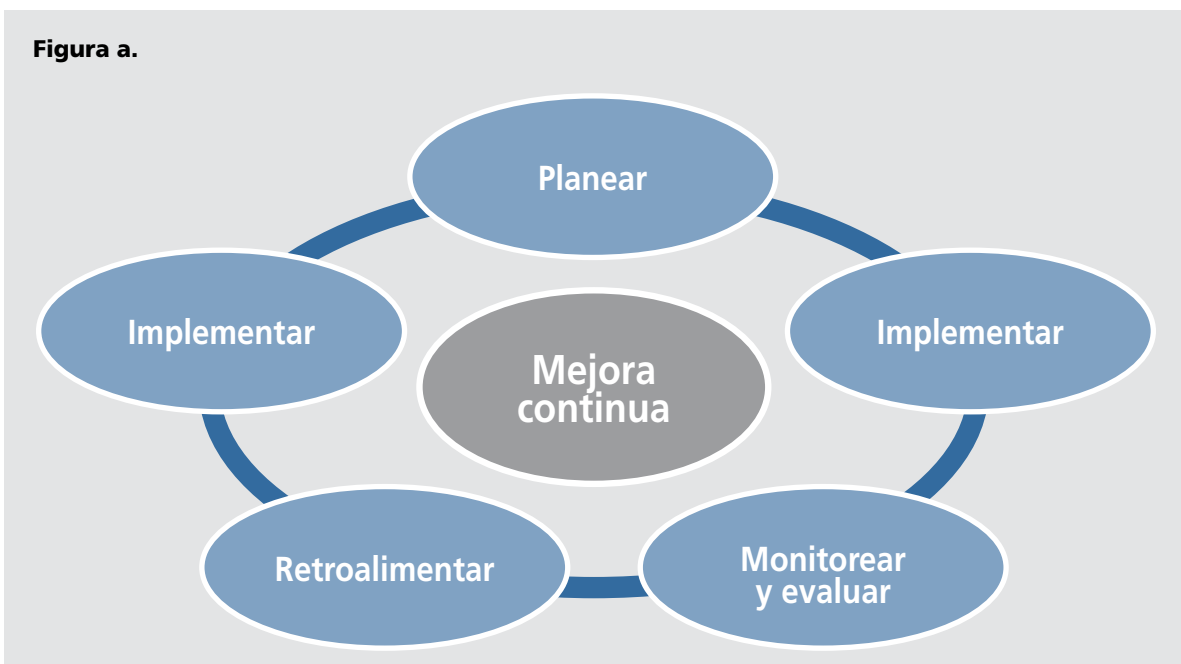 Figura a.
Planear
Implementar
Implementar
Mejora
continua
Retroalimentar
Monitorear
y evaluar